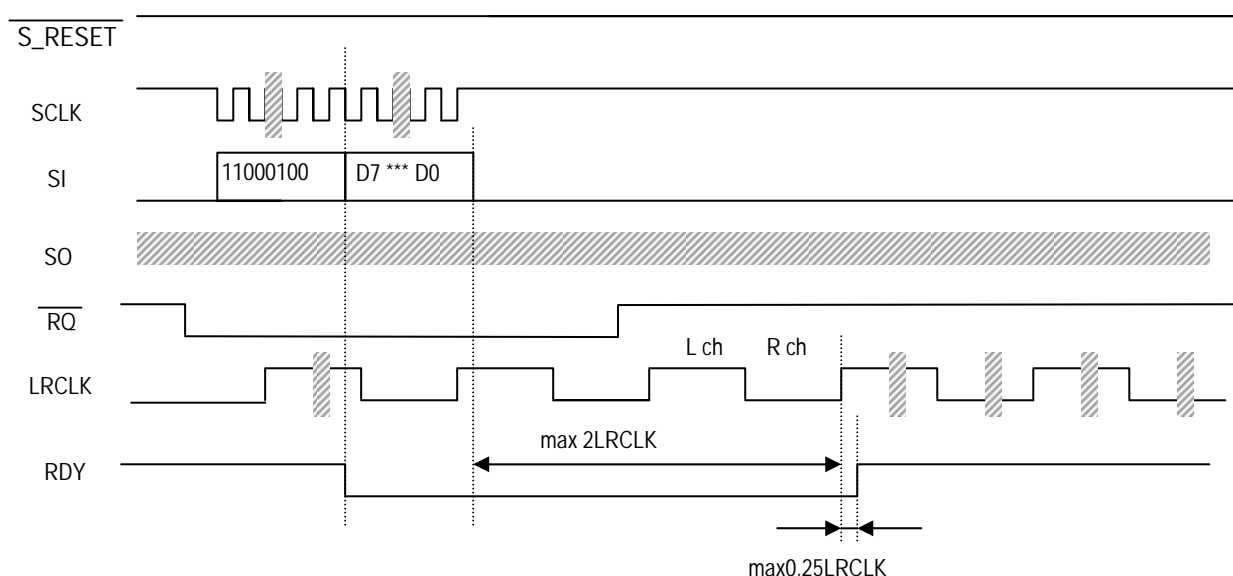 S_RESET
SCLK
SI
11000100
D7 *** D0
SO
RQ
L ch
R ch
LRCLK
max 2LRCLK
RDY
max0.25LRCLK